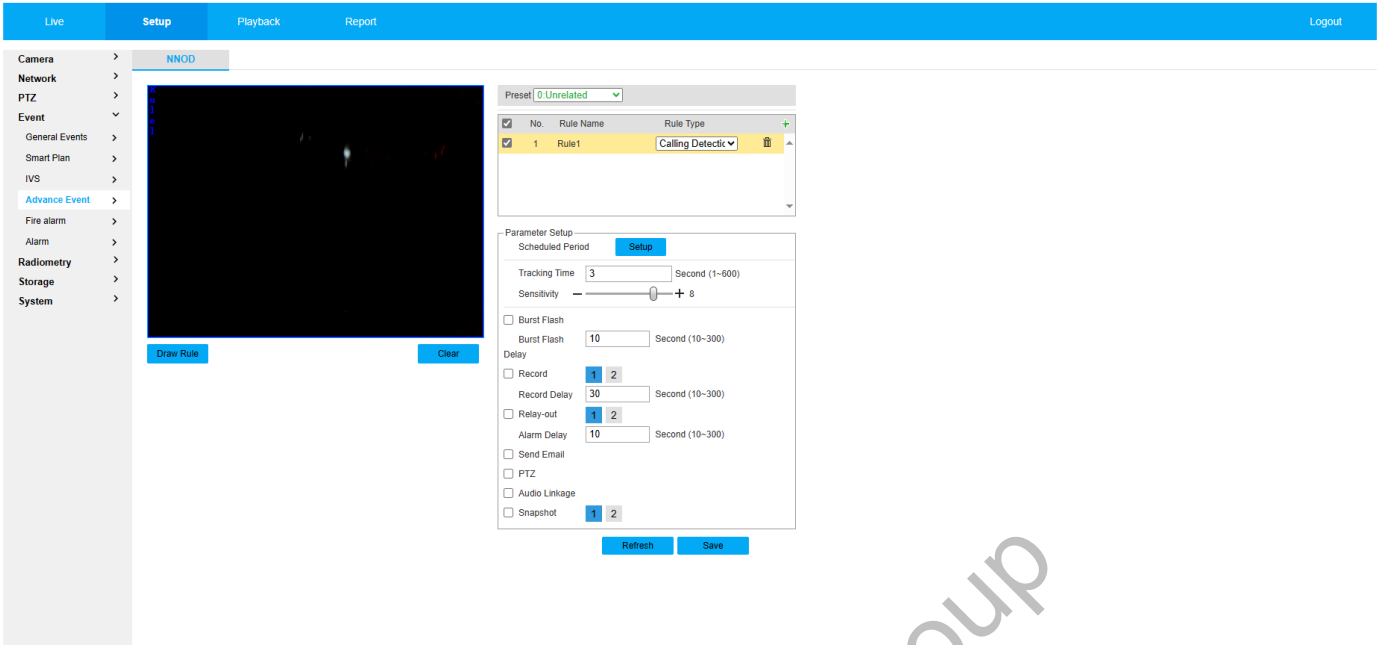 Live Setup Playback Report Logout
Camera
Network
PTZ
Event
General Events
Smart Plan
IVS
Advance Event
Fire alarm
Alarm
Radiometry
Storage
System
NNOD
Preset 0:Unrelated
No. Rule Name Rule Type
1 Rule1 Calling Detectic
Draw Rule Clear
Parameter Setup
Scheduled Period Setup
Tracking Time 3 Second (1~600)
Sensitivity 8
Burst Flash
Burst Flash 10 Second (10~300)
Delay
Record 1 2
Record Delay 30 Second (10~300)
Relay-out 1 2
Alarm Delay 10 Second (10~300)
Send Email
PTZ
Audio Linkage
Snapshot 1 2
Refresh Save
oup